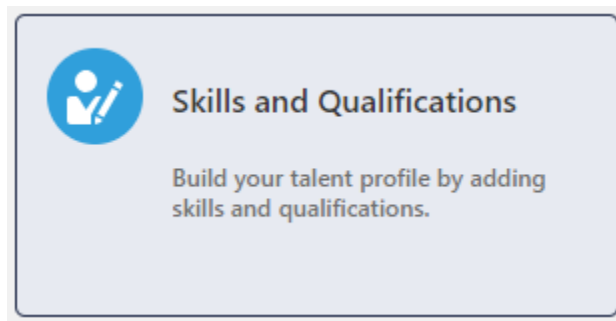 Skills and Qualifications
Build your talent profile by adding
skills and qualifications.